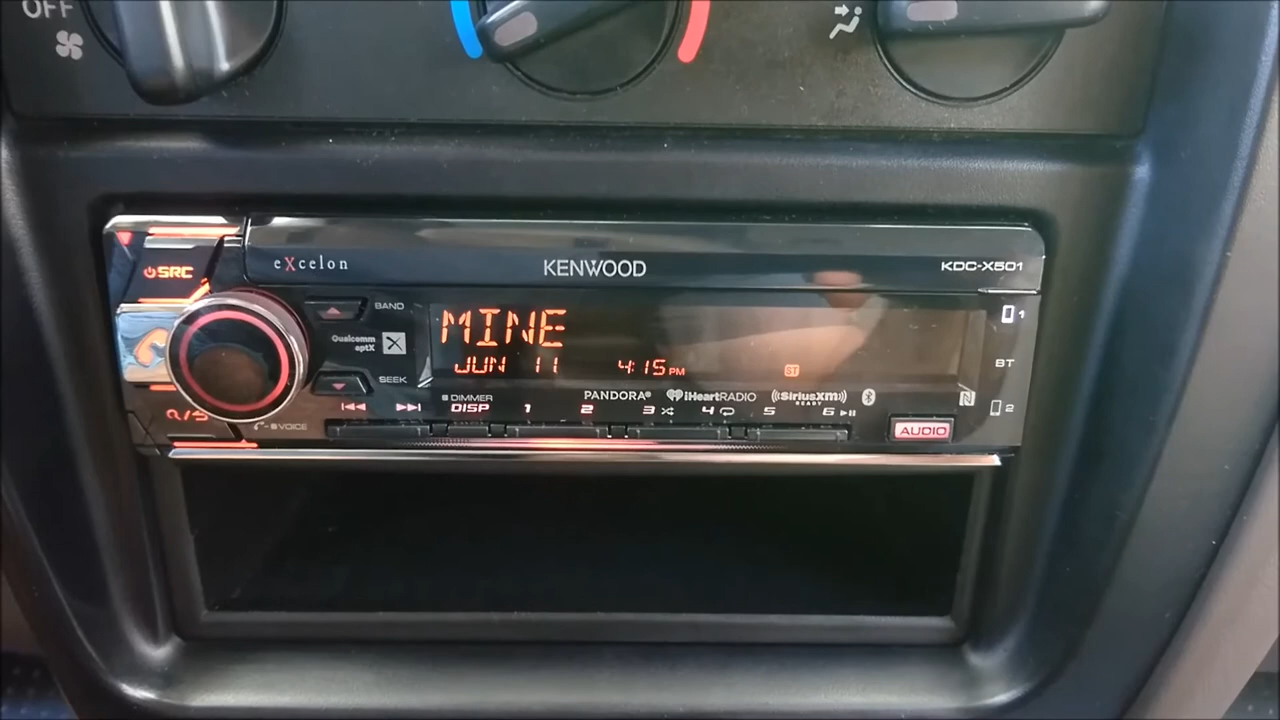 OFF
SRC
eXcelon
KENWOOD
KDC-X501
BAND
Qualcomm
aptX
SEEK
MINE
JUN 11 4:15 PM
ST
1
BT
2
DIMMER
DISP
PANDORA®
iHeartRADIO
((SiriusXM))
READY
1 2 3 4 5 6
VOICE
AUDIO